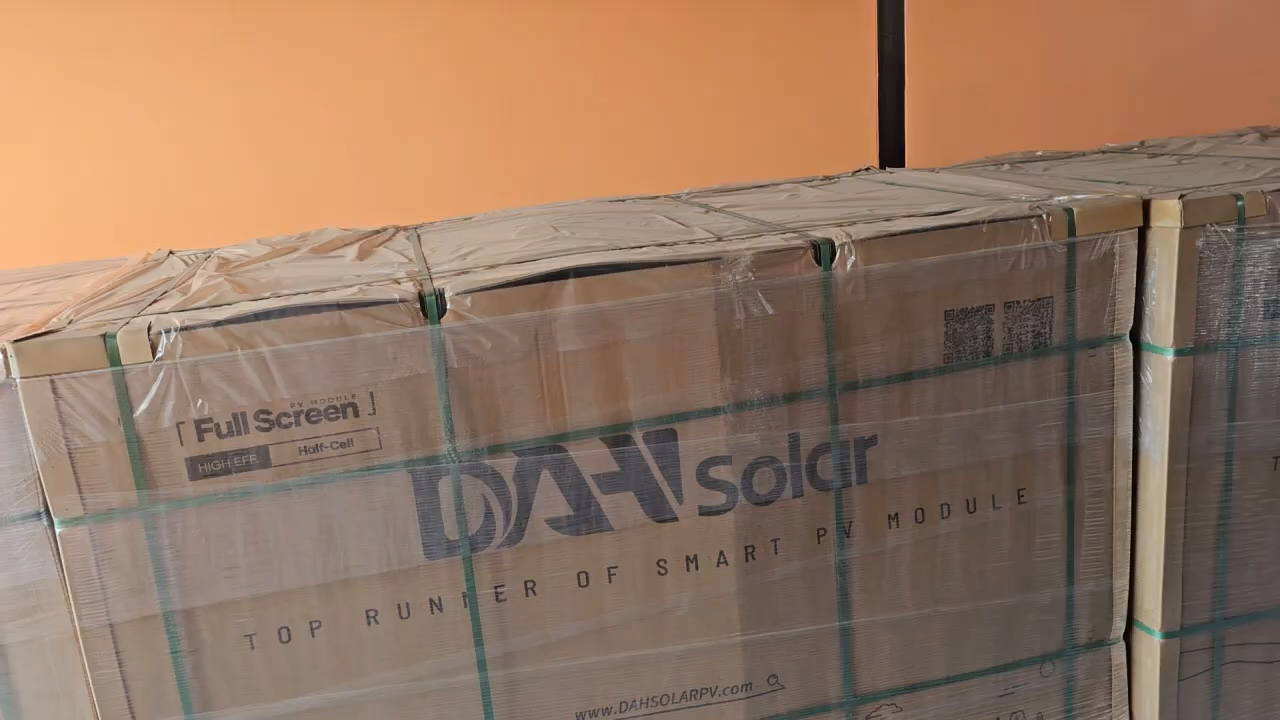 PV MODULE
Full Screen
HIGH EFF Half-Cell
DAH solar
TOP RUNNER OF SMART PV MODULE
www.DAHSOLARPV.com